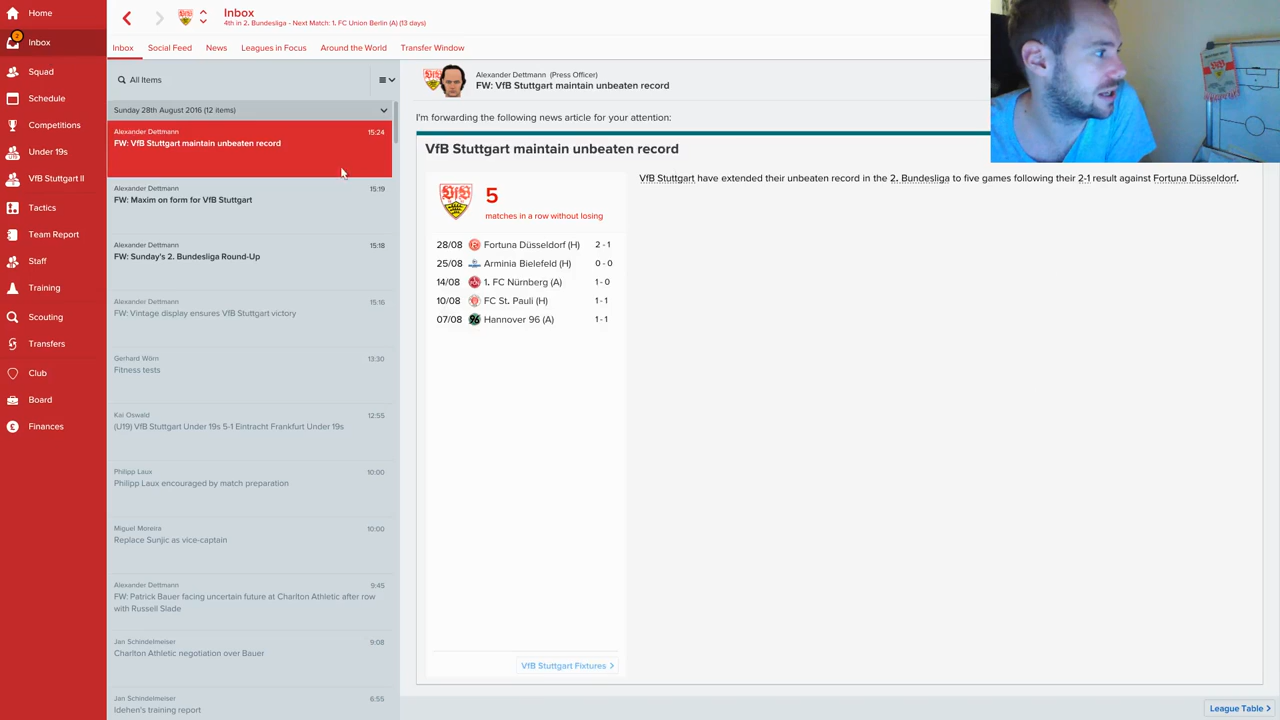 Home
2
Inbox
Squad
Schedule
Competitions
Under 19s
VfB Stuttgart II
Tactics
Team Report
Staff
Training
Scouting
Transfers
Club
Board
Finances
Inbox
4th in 2. Bundesliga - Next Match: 1. FC Union Berlin (A) (13 days)
Inbox Social Feed News Leagues in Focus Around the World Transfer Window
All Items
Sunday 28th August 2016 (12 items)
Alexander Dettmann 15:24
FW: VfB Stuttgart maintain unbeaten record
Alexander Dettmann 15:19
FW: Maxim on form for VfB Stuttgart
Alexander Dettmann 15:18
FW: Sunday's 2. Bundesliga Round-Up
Alexander Dettmann 15:16
FW: Vintage display ensures VfB Stuttgart victory
Gerhard Wörn 13:30
Fitness tests
Kai Oswald 12:55
(U19) VfB Stuttgart Under 19s 5-1 Eintracht Frankfurt Under 19s
Philipp Laux 10:00
Philipp Laux encouraged by match preparation
Miguel Moreira 10:00
Replace Sunjic as vice-captain
Alexander Dettmann 9:45
FW: Patrick Bauer facing uncertain future at Charlton Athletic after row
with Russell Slade
Jan Schindelmeiser 9:08
Charlton Athletic negotiation over Bauer
Jan Schindelmeiser 6:55
Idehen's training report
Alexander Dettmann (Press Officer)
FW: VfB Stuttgart maintain unbeaten record
I'm forwarding the following news article for your attention:
VfB Stuttgart maintain unbeaten record
5
matches in a row without losing
28/08 Fortuna Düsseldorf (H) 2 - 1
25/08 Arminia Bielefeld (H) 0 - 0
14/08 1. FC Nürnberg (A) 1 - 0
10/08 FC St. Pauli (H) 1 - 1
07/08 Hannover 96 (A) 1 - 1
VfB Stuttgart have extended their unbeaten record in the 2. Bundesliga to five games following their 2-1 result against Fortuna Düsseldorf.
VfB Stuttgart Fixtures >
League Table >